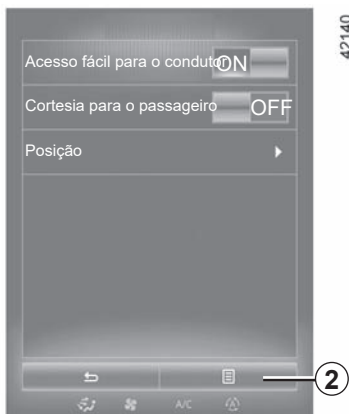 42140
Acesso fácil para o condutor ON
Cortesia para o passageiro OFF
Posição
2
A/C